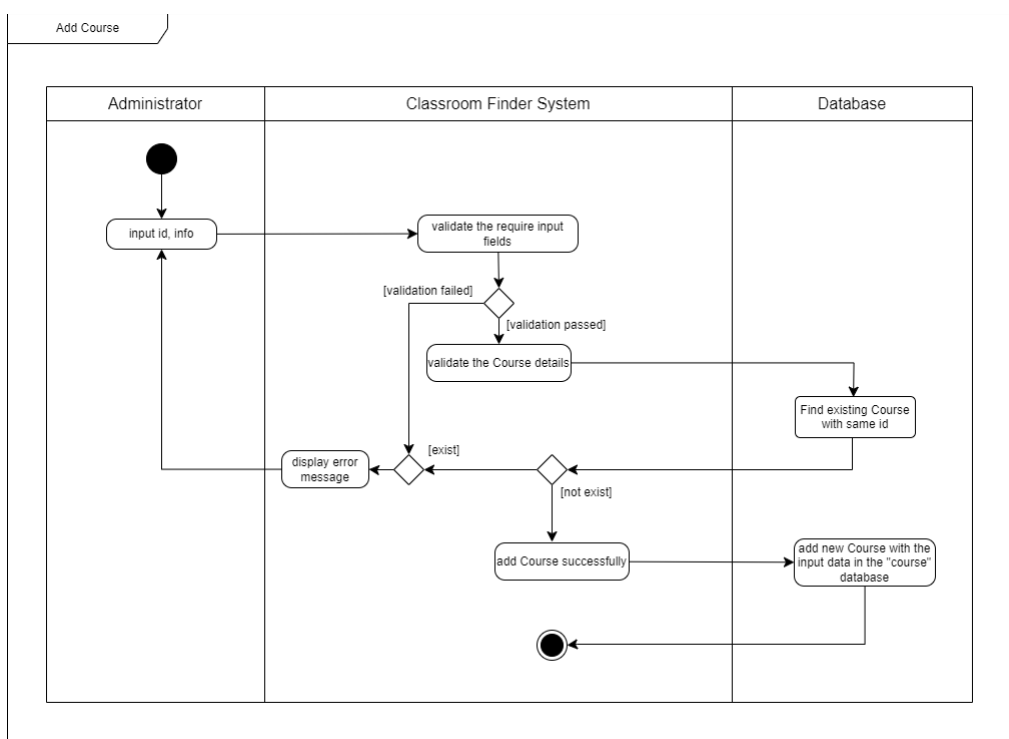 Add Course
Administrator
Classroom Finder System
Database
input id, info
validate the require input
fields
[validation failed]
[validation passed]
validate the Course details
Find existing Course
with same id
[exist]
display error
message
[not exist]
add Course successfully
add new Course with the
input data in the "course"
database